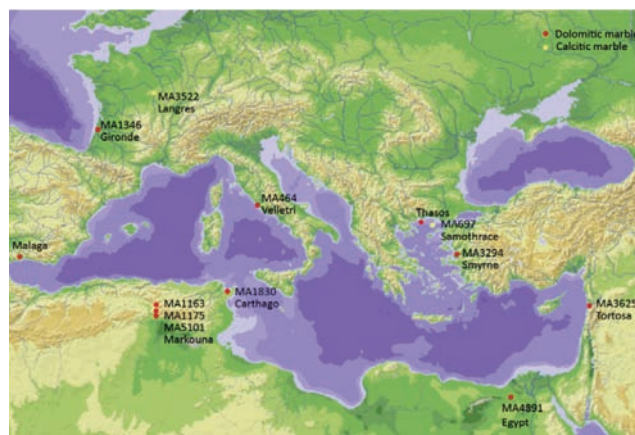 Dolomitic marble
Calcitic marble
MA3522
Langres
MA1346
Gironde
MA464
Velletri
Thasos
MA697
Samothrace
Malaga
MA3294
Smyrne
MA1830
Carthago
MA1163
MA1175
MA5101
Markouna
MA3625
Tortosa
MA4891
Egypt